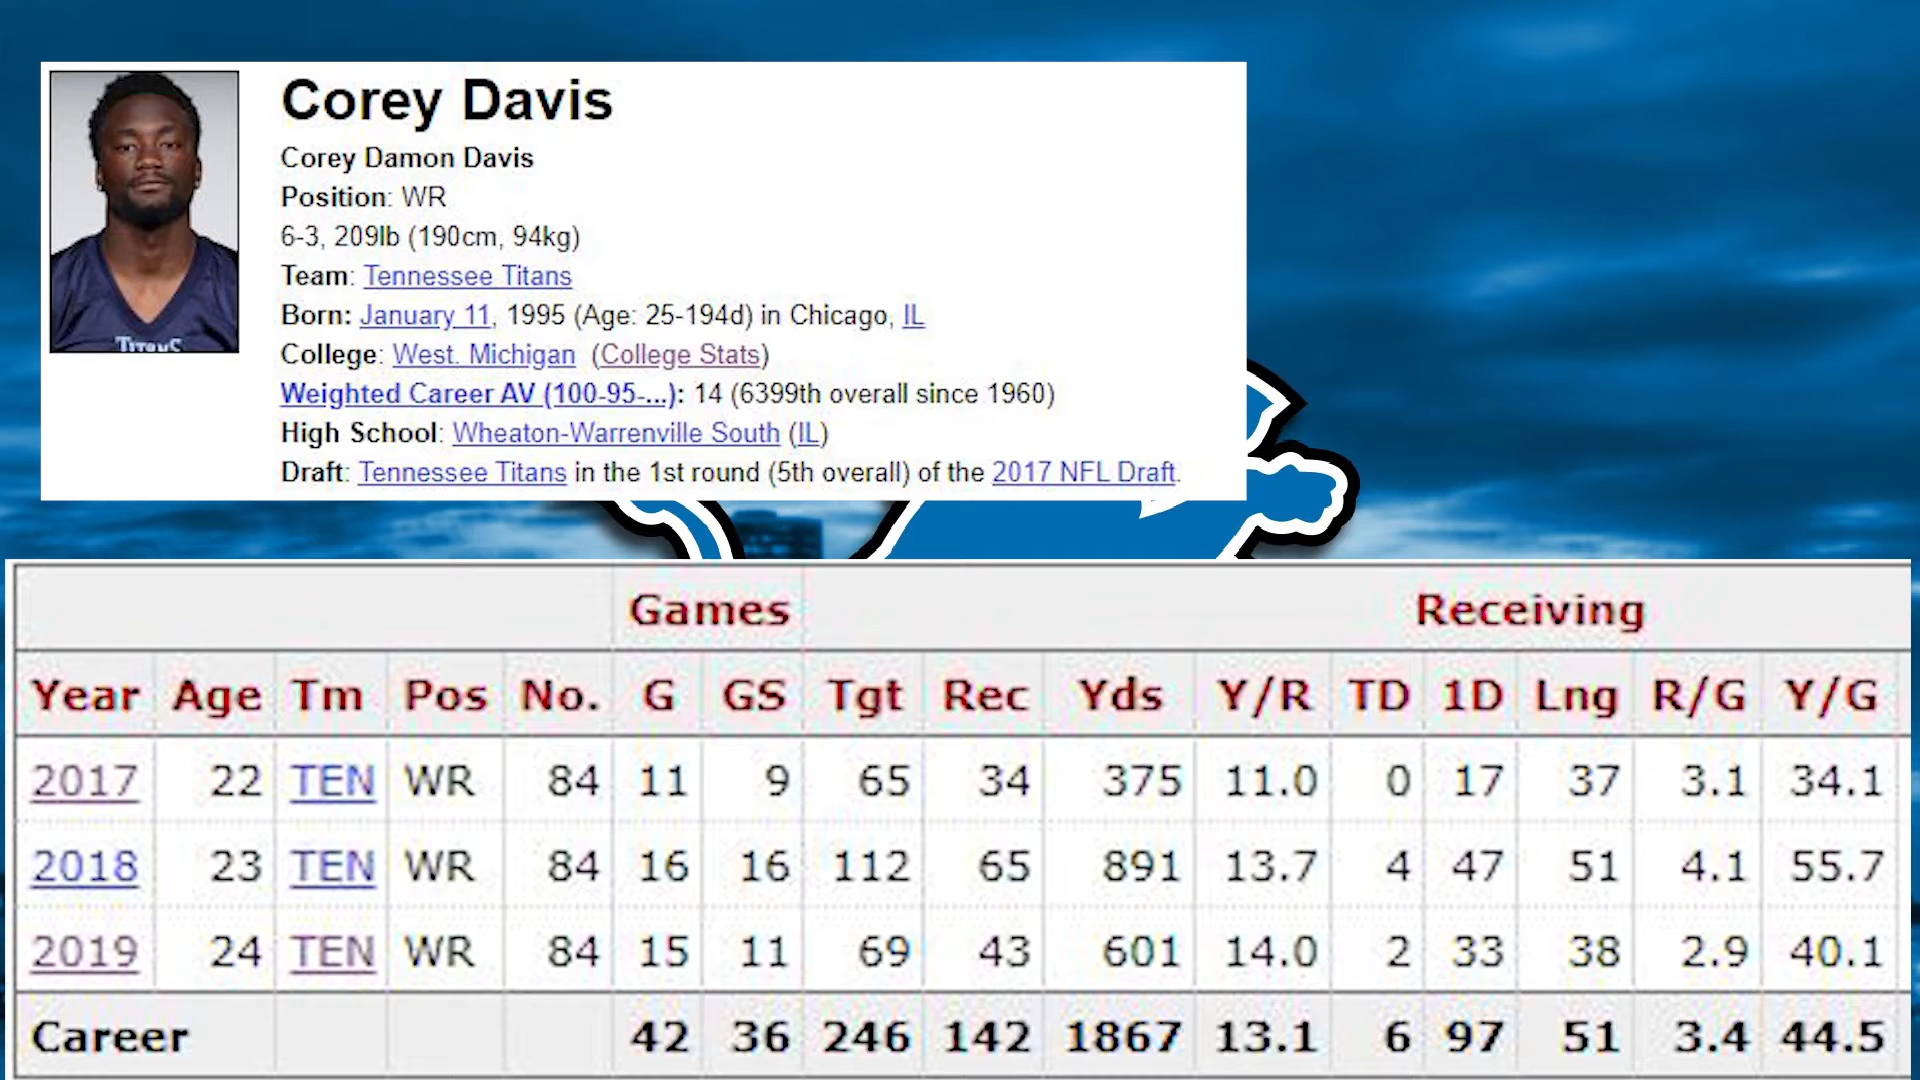 Corey Davis
Corey Damon Davis
Position: WR
6-3, 209lb (190cm, 94kg)
Team: Tennessee Titans
Born: January 11, 1995 (Age: 25-194d) in Chicago, IL
College: West. Michigan (College Stats)
Weighted Career AV (100-95-...): 14 (6399th overall since 1960)
High School: Wheaton-Warrenville South (IL)
Draft: Tennessee Titans in the 1st round (5th overall) of the 2017 NFL Draft.
TITANS
Games Receiving
Year Age Tm Pos No. G GS Tgt Rec Yds Y/R TD 1D Lng R/G Y/G
2017 22 TEN WR 84 11 9 65 34 375 11.0 0 17 37 3.1 34.1
2018 23 TEN WR 84 16 16 112 65 891 13.7 4 47 51 4.1 55.7
2019 24 TEN WR 84 15 11 69 43 601 14.0 2 33 38 2.9 40.1
Career 42 36 246 142 1867 13.1 6 97 51 3.4 44.5